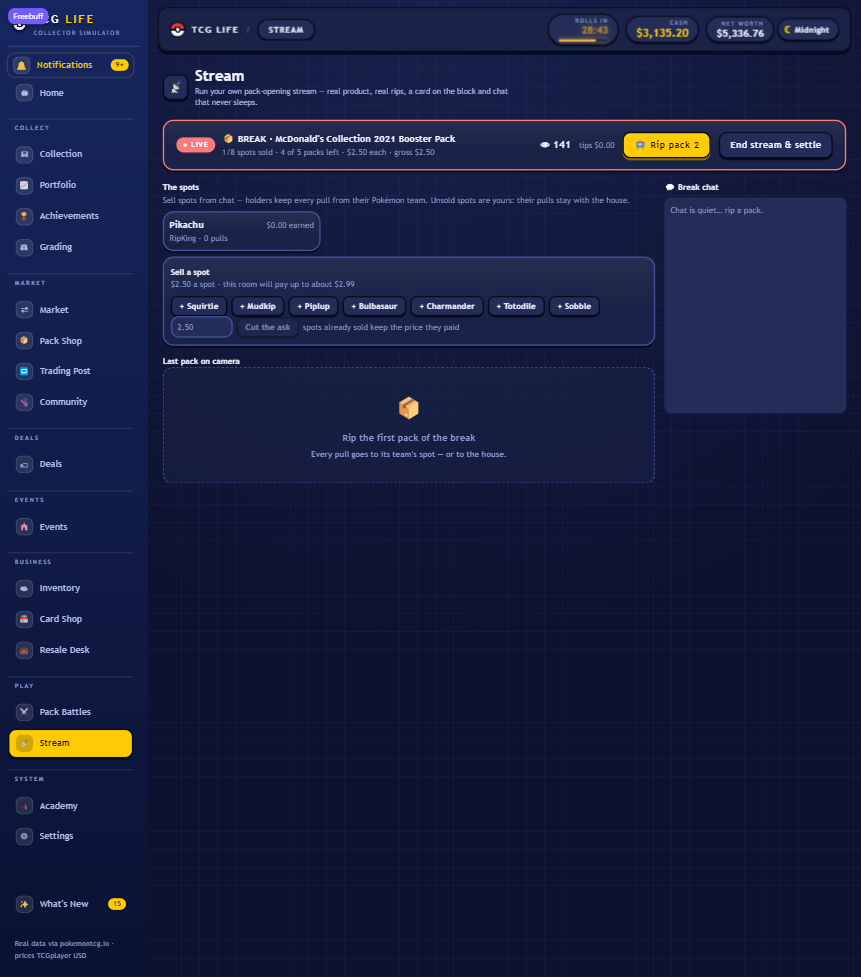 Freebuff
TCG LIFE
COLLECTOR SIMULATOR
Notifications 9+
Home
COLLECT
Collection
Portfolio
Achievements
Grading
MARKET
Market
Pack Shop
Trading Post
Community
DEALS
Deals
EVENTS
Events
BUSINESS
Inventory
Card Shop
Resale Desk
PLAY
Pack Battles
Stream
SYSTEM
Academy
Settings
What's New 15
Real data via pokemontcg.io ·
prices TCGplayer USD
TCG LIFE / STREAM
ROLLS IN
28:43
CASH
$3,135.20
NET WORTH
$5,336.76
Midnight
Stream
Run your own pack-opening stream — real product, real rips, a card on the block and chat
that never sleeps.
• LIVE
BREAK · McDonald's Collection 2021 Booster Pack
1/8 spots sold · 4 of 5 packs left · $2.50 each · gross $2.50
141 tips $0.00
Rip pack 2
End stream & settle
The spots
Sell spots from chat — holders keep every pull from their Pokémon team. Unsold spots are yours: their pulls stay with the house.
Pikachu $0.00 earned
RipKing · 0 pulls
Sell a spot
$2.50 a spot · this room will pay up to about $2.99
+ Squirtle + Mudkip + Piplup + Bulbasaur + Charmander + Totodile + Sobble
2.50 Cut the ask spots already sold keep the price they paid
Last pack on camera
Rip the first pack of the break
Every pull goes to its team's spot — or to the house.
Break chat
Chat is quiet... rip a pack.